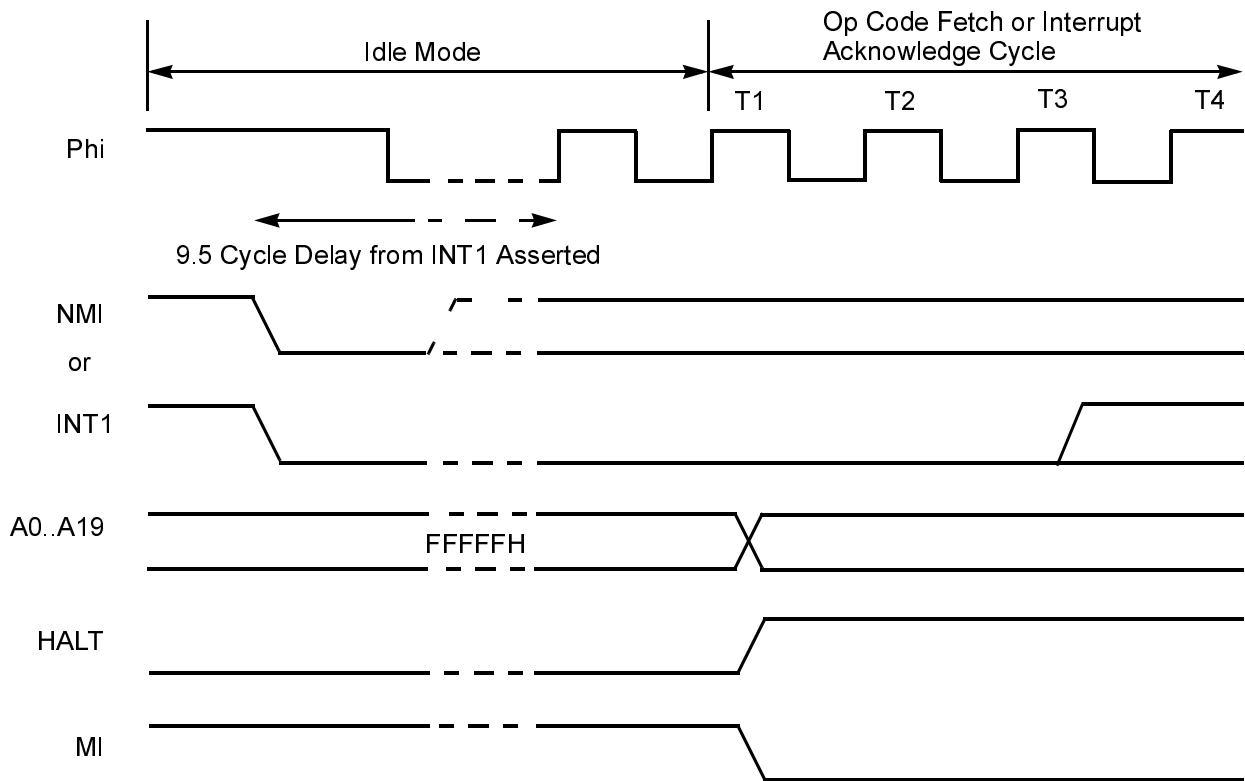 Op Code Fetch or Interrupt
Acknowledge Cycle
Idle Mode
T1 T2 T3 T4
Phi
9.5 Cycle Delay from INT1 Asserted
NMI
or
INT1
A0..A19
FFFFFH
HALT
MI